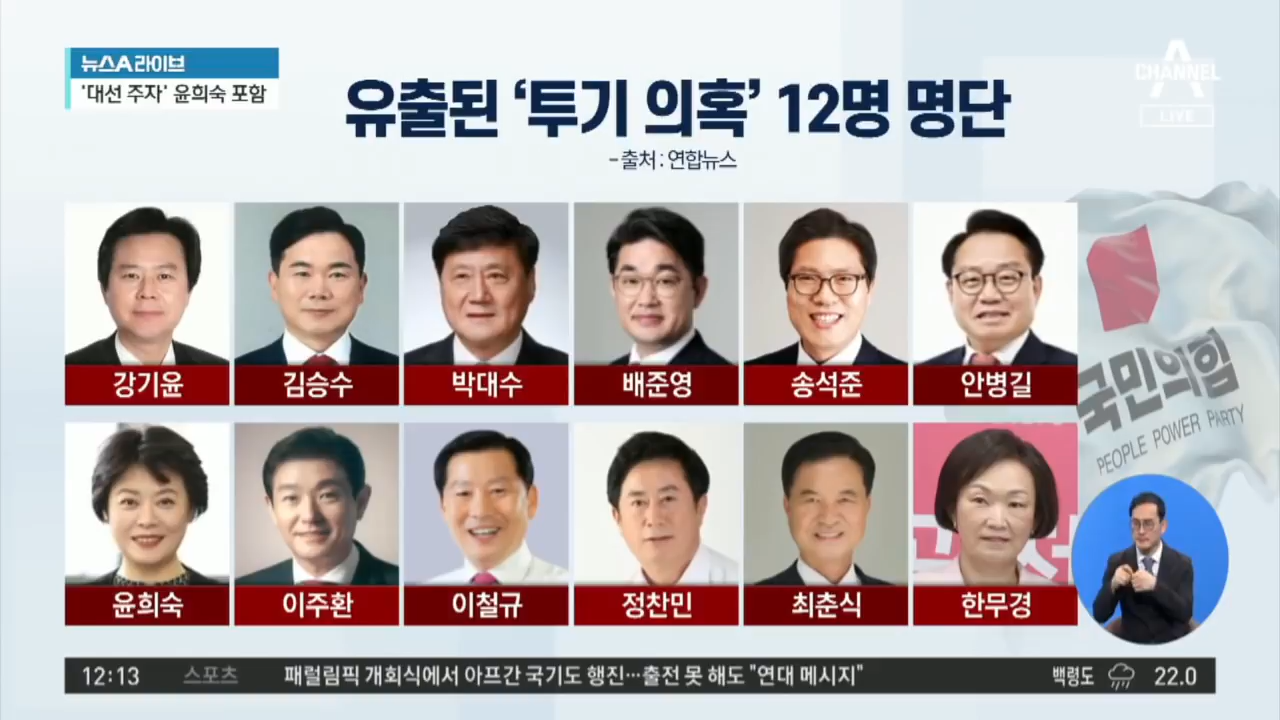 뉴스A 라이브
'대선 주자' 윤희숙 포함
유출된 '투기 의혹' 12명 명단
- 출처 : 연합뉴스
CHANNEL A
LIVE
강기윤 김승수 박대수 배준영 송석준 안병길
윤희숙 이주환 이철규 정찬민 최춘식 한무경
국민의힘
PEOPLE POWER PARTY
12:13 스포츠 패럴림픽 개회식에서 아프간 국기도 행진…출전 못 해도 "연대 메시지" 백령도 22.0